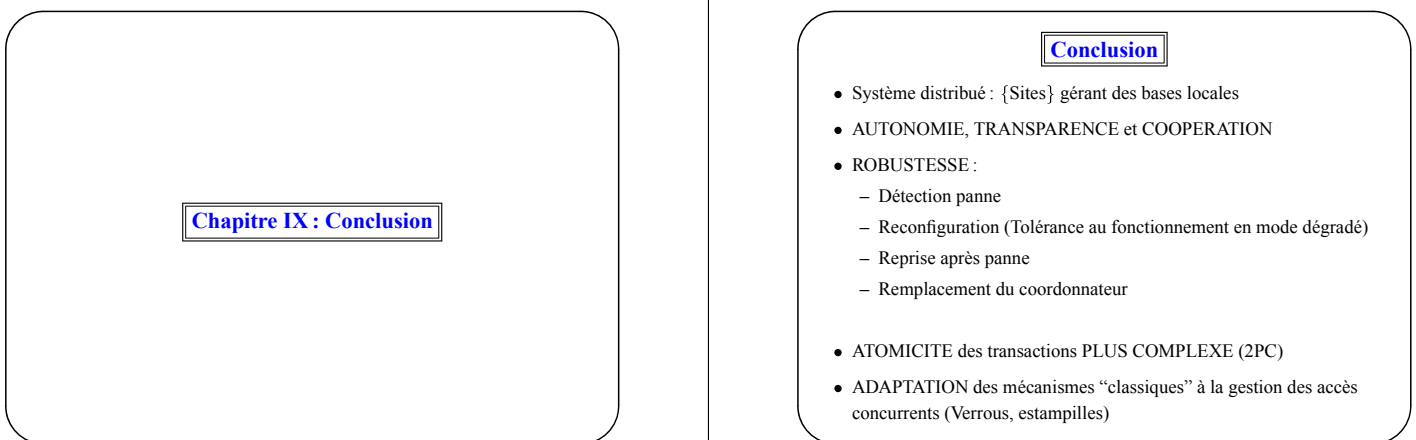 Chapitre IX : Conclusion
Conclusion
• Système distribué : {Sites} gérant des bases locales
• AUTONOMIE, TRANSPARENCE et COOPERATION
• ROBUSTESSE :
– Détection panne
– Reconfiguration (Tolérance au fonctionnement en mode dégradé)
– Reprise après panne
– Remplacement du coordonnateur
• ATOMICITE des transactions PLUS COMPLEXE (2PC)
• ADAPTATION des mécanismes “classiques” à la gestion des accès
concurrents (Verrous, estampilles)